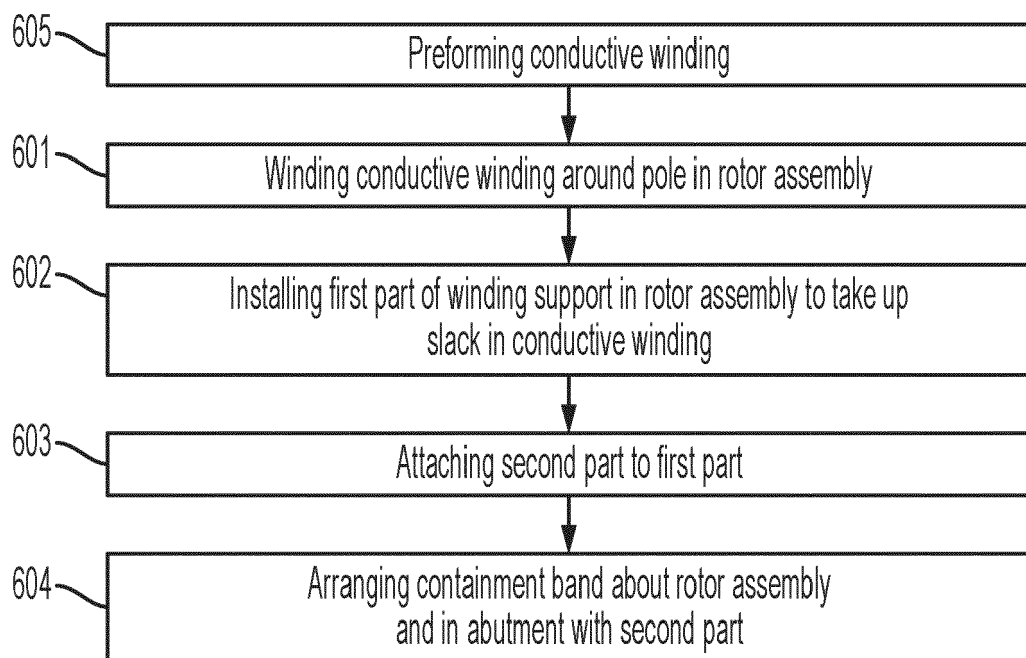 605
Preforming conductive winding
601
Winding conductive winding around pole in rotor assembly
602
Installing first part of winding support in rotor assembly to take up
slack in conductive winding
603
Attaching second part to first part
604
Arranging containment band about rotor assembly
and in abutment with second part